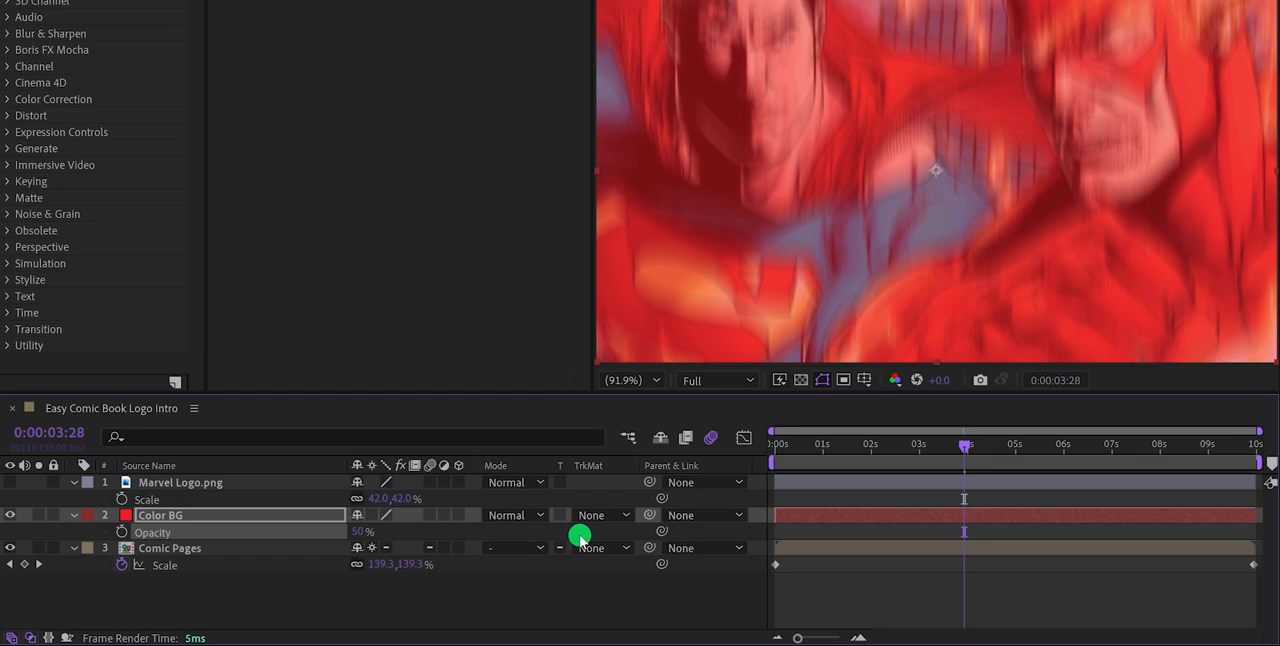 3D Channel
Audio
Blur & Sharpen
Boris FX Mocha
Channel
Cinema 4D
Color Correction
Distort
Expression Controls
Generate
Immersive Video
Keying
Matte
Noise & Grain
Obsolete
Perspective
Simulation
Stylize
Text
Time
Transition
Utility
(91.9%) Full +0.0 0:00:03:28
× Easy Comic Book Logo Intro
0:00:03:28
:00s 01s 02s 03s 05s 06s 07s 08s 09s 10s
# Source Name fx Mode T TrkMat Parent & Link
1 Marvel Logo.png Normal None
Scale 42.0,42.0%
2 Color BG Normal None None
Opacity 50%
3 Comic Pages - None None
Scale 139.3,139.3%
Frame Render Time: 5ms